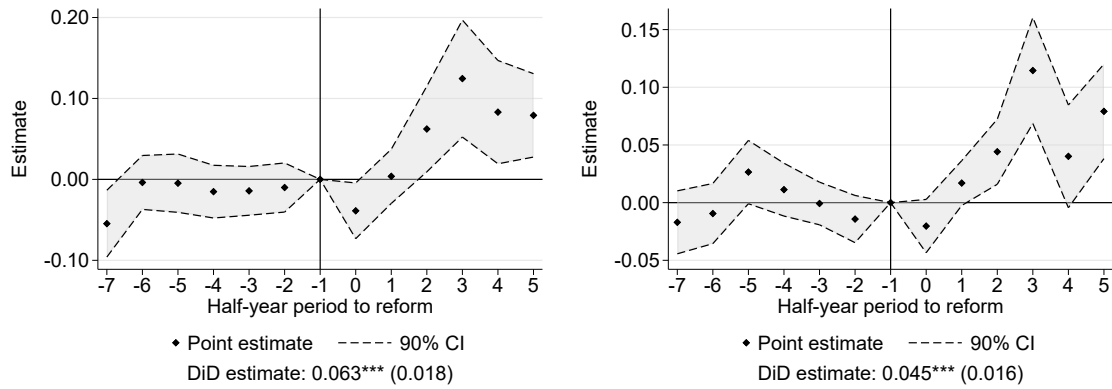 0.20
0.10
0.00
-0.10
Estimate
-7 -6 -5 -4 -3 -2 -1 0 1 2 3 4 5
Half-year period to reform
Point estimate 90% CI
DiD estimate: 0.063*** (0.018)
0.15
0.10
0.05
0.00
-0.05
Estimate
-7 -6 -5 -4 -3 -2 -1 0 1 2 3 4 5
Half-year period to reform
Point estimate 90% CI
DiD estimate: 0.045*** (0.016)